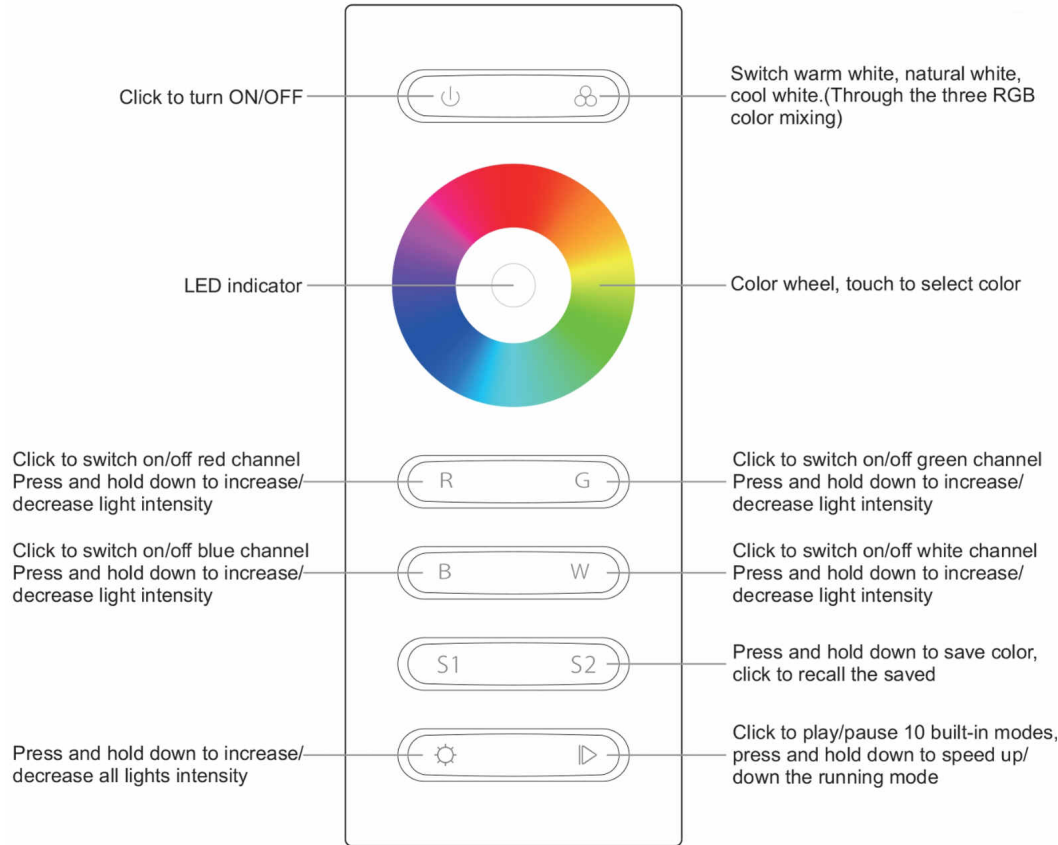 Click to turn ON/OFF
Switch warm white, natural white,
cool white.(Through the three RGB
color mixing)
LED indicator
Color wheel, touch to select color
Click to switch on/off red channel
Press and hold down to increase/
decrease light intensity
R
G
Click to switch on/off green channel
Press and hold down to increase/
decrease light intensity
Click to switch on/off blue channel
Press and hold down to increase/
decrease light intensity
B
W
Click to switch on/off white channel
Press and hold down to increase/
decrease light intensity
S1
S2
Press and hold down to save color,
click to recall the saved
Press and hold down to increase/
decrease all lights intensity
Click to play/pause 10 built-in modes,
press and hold down to speed up/
down the running mode